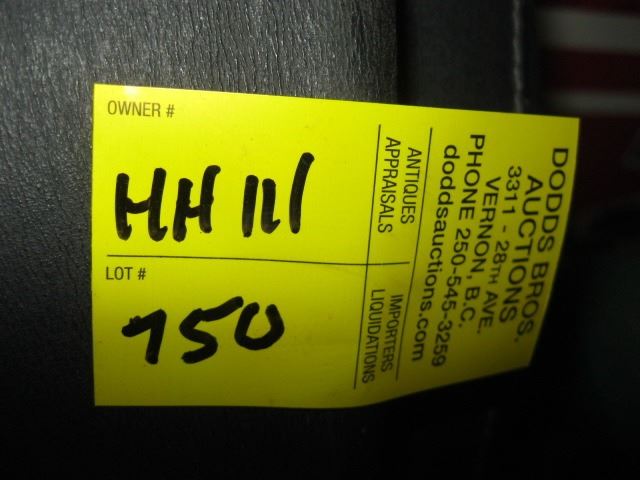 OWNER #
HH 111
LOT #
750
ANTIQUES
APPRAISALS
IMPORTERS
LIQUIDATIONS
DODDS BROS.
AUCTIONS
3311 - 28TH AVE.
VERNON, B.C.
PHONE 250-545-3259
doddsauctions.com